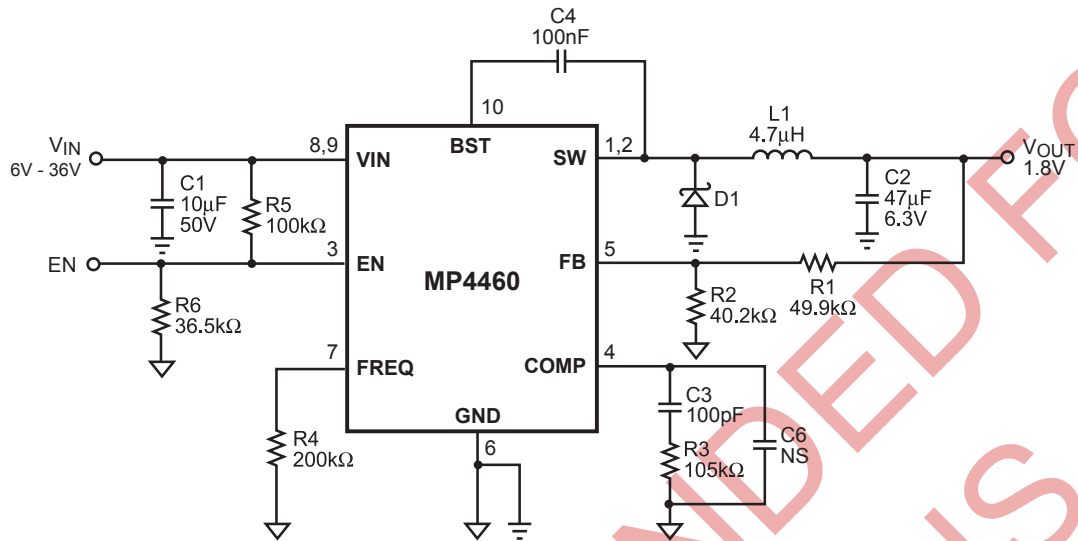 C4
100nF
10
BST
V_IN
6V - 36V
8,9
VIN
SW
1,2
L1
4.7µH
V_OUT
1.8V
C1
10µF
50V
R5
100kΩ
D1
C2
47µF
6.3V
EN
3
EN
FB
5
MP4460
R1
49.9kΩ
R2
40.2kΩ
R6
36.5kΩ
7
FREQ
COMP
4
GND
6
R4
200kΩ
C3
100pF
R3
105kΩ
C6
NS